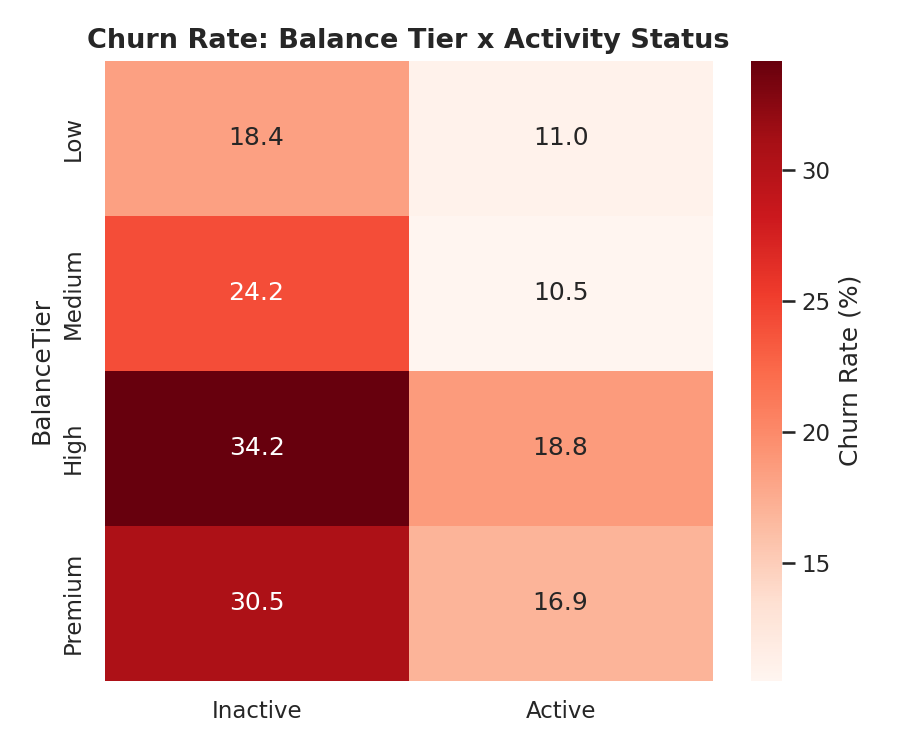 Churn Rate: Balance Tier x Activity Status
BalanceTier
Low
18.4
11.0
Medium
24.2
10.5
High
34.2
18.8
Premium
30.5
16.9
Inactive
Active
30
25
20
15
Churn Rate (%)